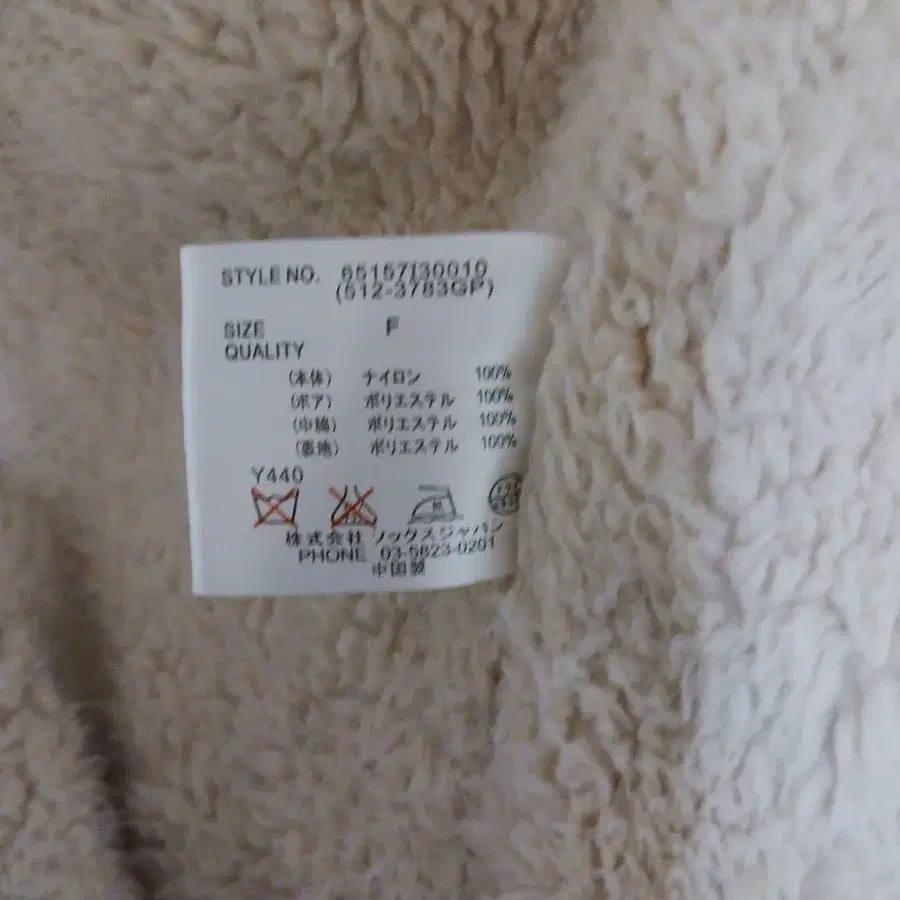 STYLE NO. 65157130010
(512-3783GP)
SIZE F
QUALITY
(本体) ナイロン 100%
(ボア) ポリエステル 100%
(中綿) ポリエステル 100%
(裏地) ポリエステル 100%
Y440
株式会社 ノックスジャパン
PHONE 03-5823-0201
中国製